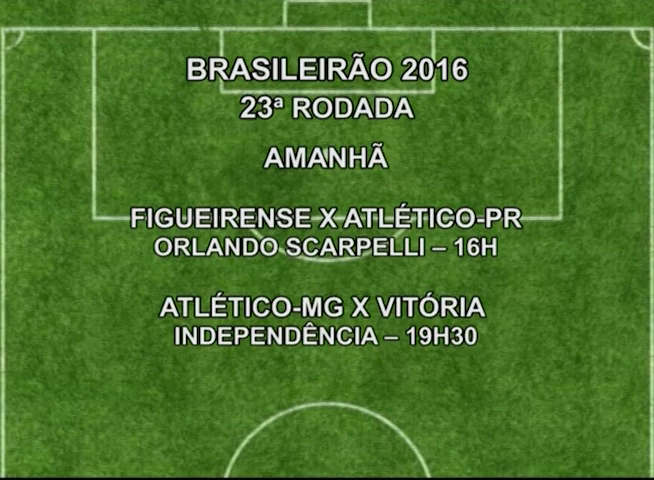 BRASILEIRÃO 2016
23ª RODADA
AMANHÃ
FIGUEIRENSE X ATLÉTICO-PR
ORLANDO SCARPELLI – 16H
ATLÉTICO-MG X VITÓRIA
INDEPENDÊNCIA – 19H30